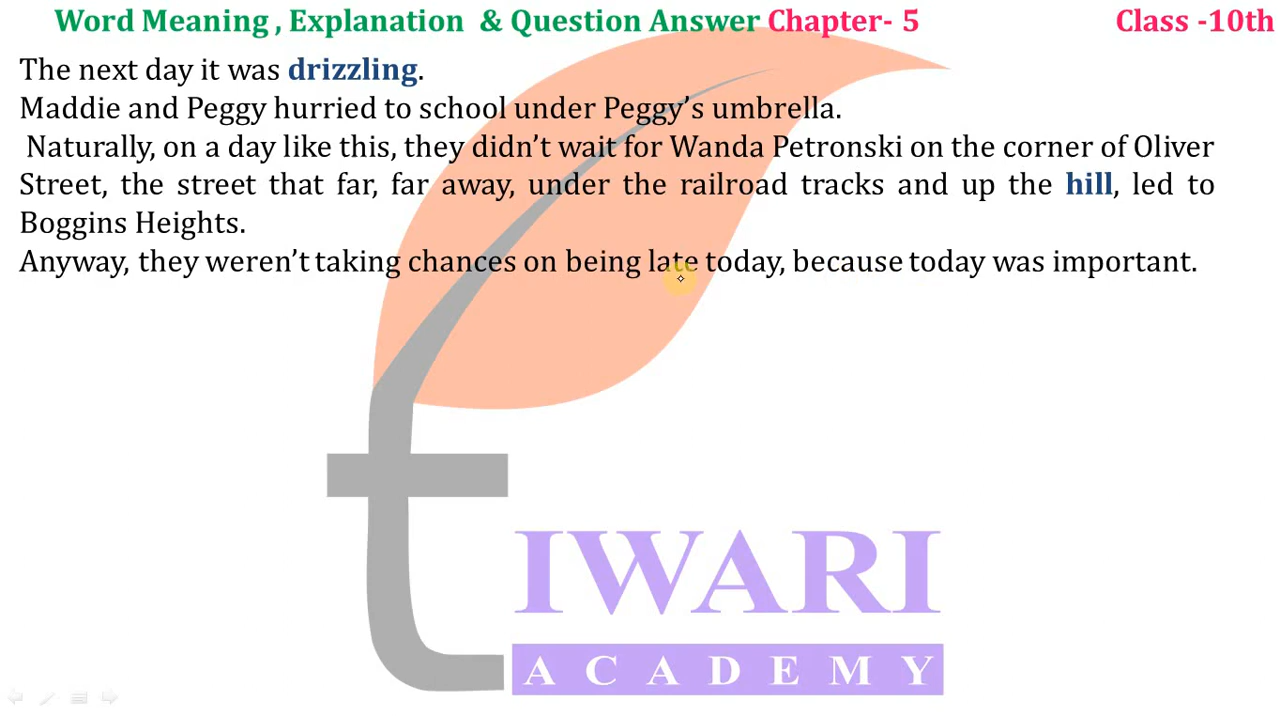 Word Meaning , Explanation & Question Answer Chapter- 5 Class -10th
The next day it was drizzling.
Maddie and Peggy hurried to school under Peggy’s umbrella.
Naturally, on a day like this, they didn’t wait for Wanda Petronski on the corner of Oliver
Street, the street that far, far away, under the railroad tracks and up the hill, led to
Boggins Heights.
Anyway, they weren’t taking chances on being late today, because today was important.
tIWARI
ACADEMY